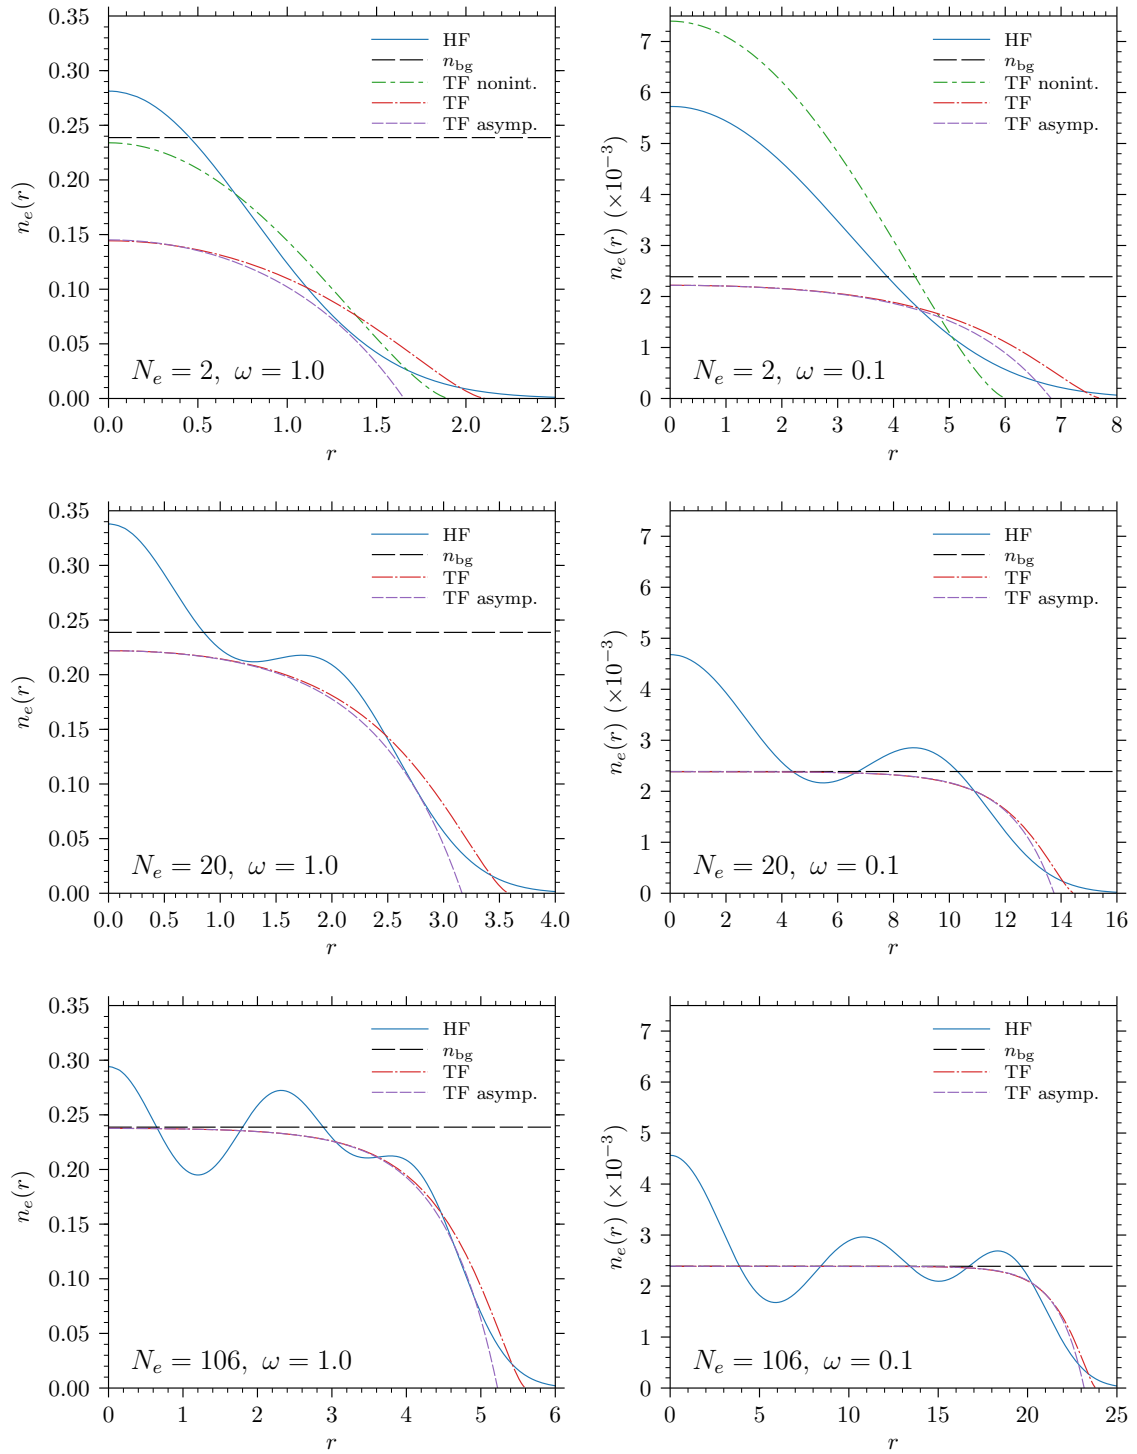 0.35
0.30
0.25
0.20
0.15
0.10
0.05
0.00
n_e(r)
HF
n_bg
TF nonint.
TF
TF asymp.
N_e = 2, ω = 1.0
0.0 0.5 1.0 1.5 2.0 2.5
r
7
6
5
4
3
2
1
0
n_e(r) (×10⁻³)
HF
n_bg
TF nonint.
TF
TF asymp.
N_e = 2, ω = 0.1
0 1 2 3 4 5 6 7 8
r
0.35
0.30
0.25
0.20
0.15
0.10
0.05
0.00
n_e(r)
HF
n_bg
TF
TF asymp.
N_e = 20, ω = 1.0
0.0 0.5 1.0 1.5 2.0 2.5 3.0 3.5 4.0
r
7
6
5
4
3
2
1
0
n_e(r) (×10⁻³)
HF
n_bg
TF
TF asymp.
N_e = 20, ω = 0.1
0 2 4 6 8 10 12 14 16
r
0.35
0.30
0.25
0.20
0.15
0.10
0.05
0.00
n_e(r)
HF
n_bg
TF
TF asymp.
N_e = 106, ω = 1.0
0 1 2 3 4 5 6
r
7
6
5
4
3
2
1
0
n_e(r) (×10⁻³)
HF
n_bg
TF
TF asymp.
N_e = 106, ω = 0.1
0 5 10 15 20 25
r